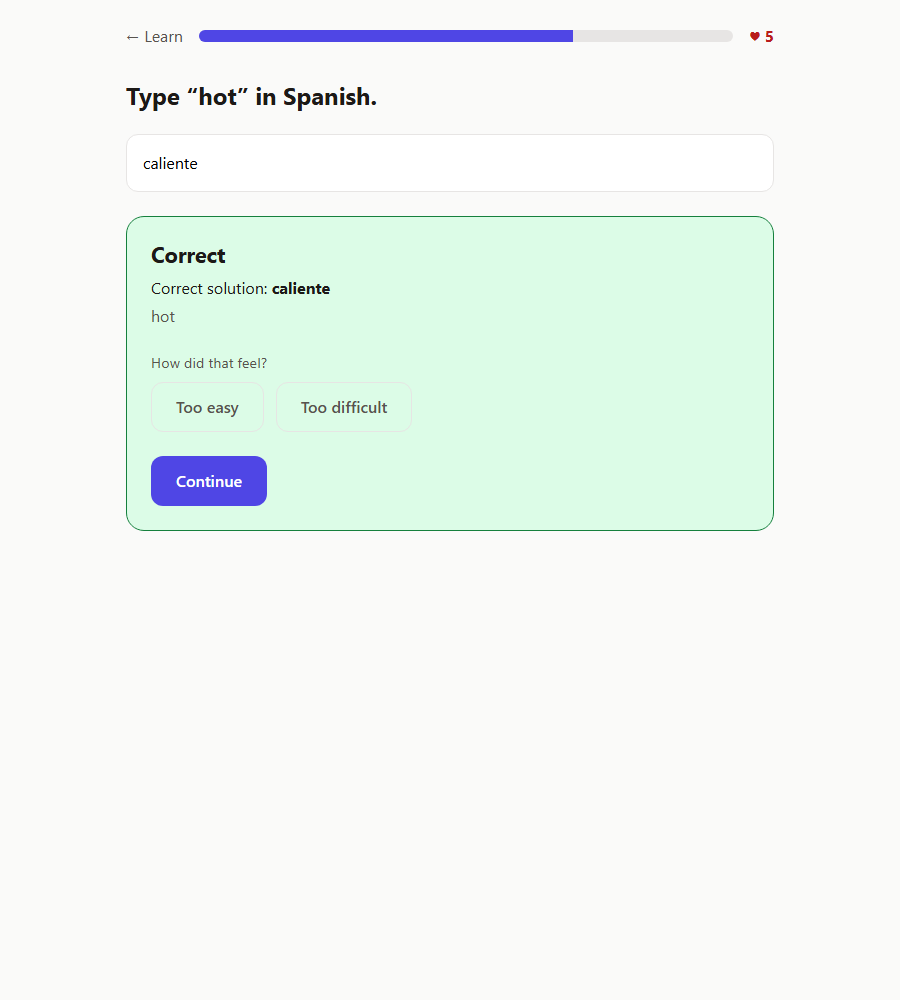 ← Learn
♥ 5
Type “hot” in Spanish.
caliente
Correct
Correct solution: caliente
hot
How did that feel?
Too easy
Too difficult
Continue